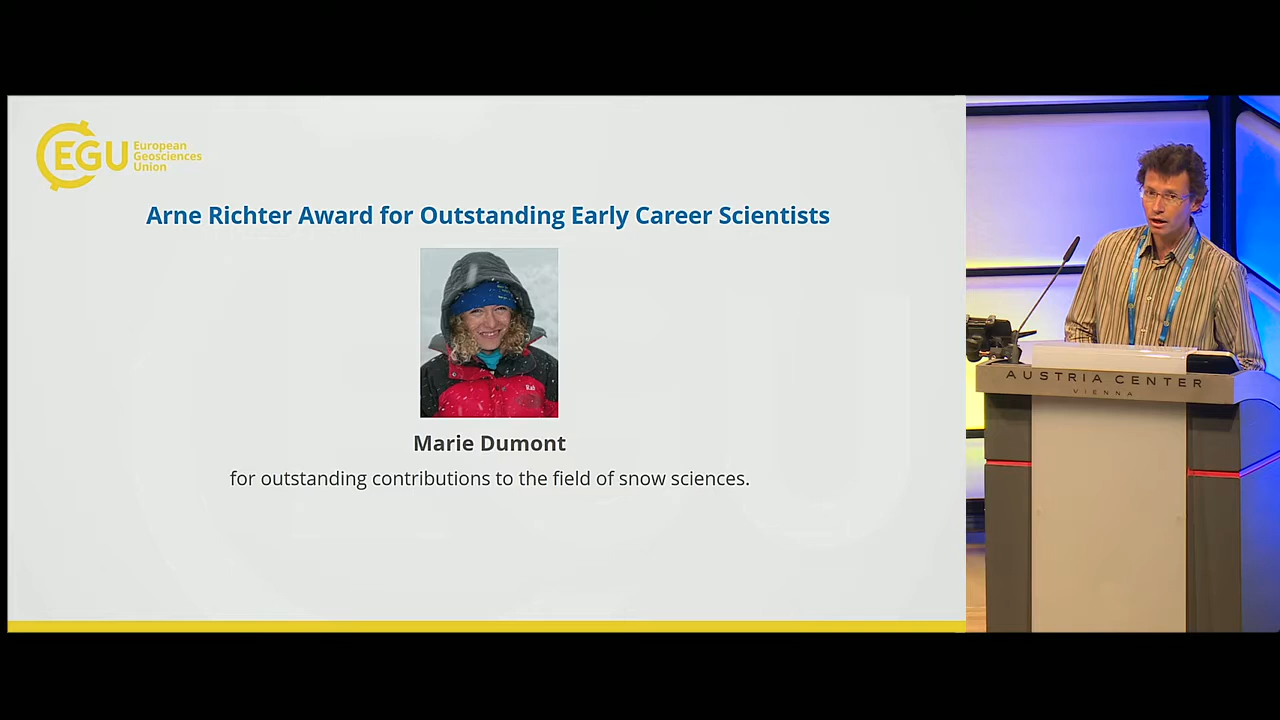 EGU
European
Geosciences
Union
Arne Richter Award for Outstanding Early Career Scientists
Rab
Marie Dumont
for outstanding contributions to the field of snow sciences.
AUSTRIA CENTER
VIENNA